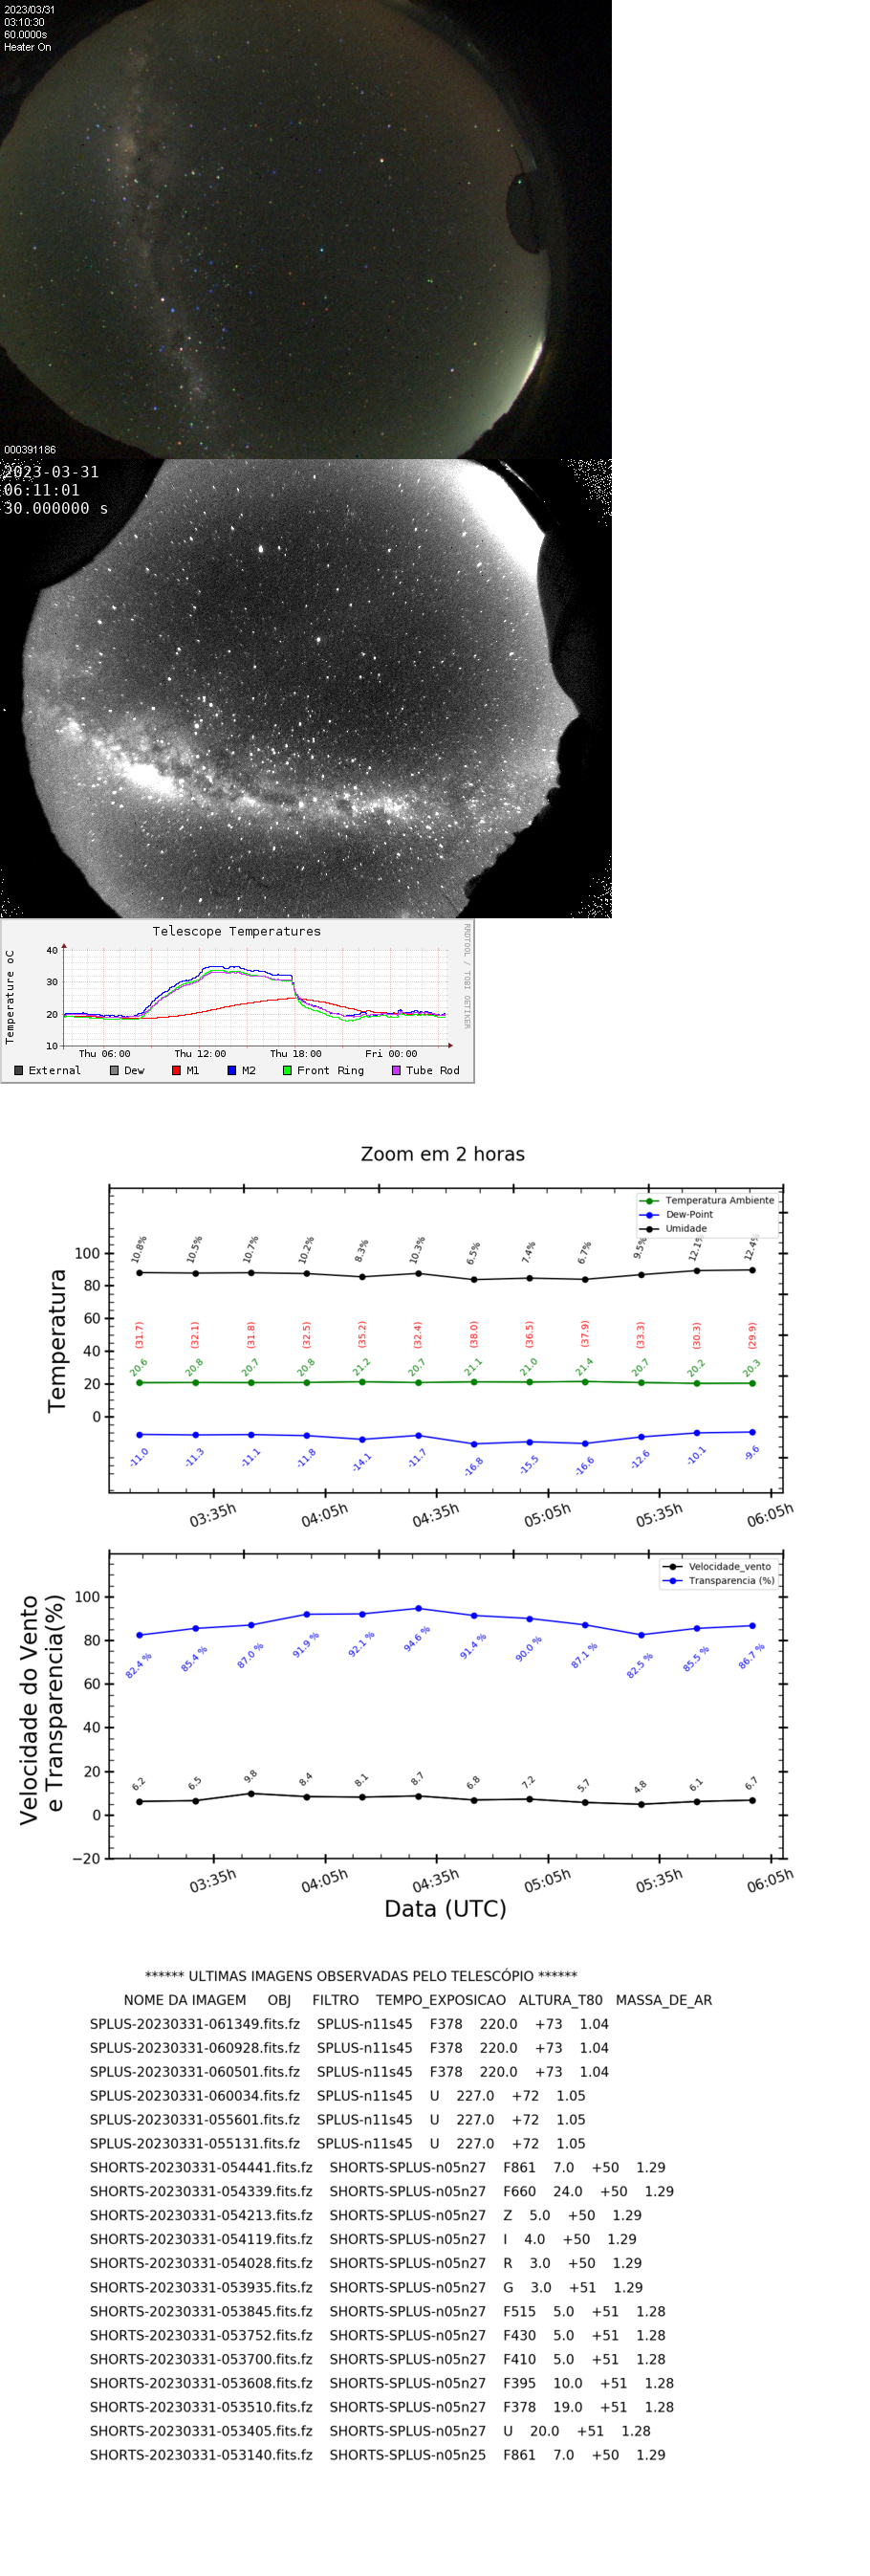 2023/03/31
03:10:30
60.0000s
Heater On
000391186
2023-03-31
06:11:01
30.000000 s
Telescope Temperatures
RRDTOOL / TOBI OETIKER
Temperature oC
40
30
20
10
Thu 06:00 Thu 12:00 Thu 18:00 Fri 00:00
External Dew M1 M2 Front Ring Tube Rod
Zoom em 2 horas
Temperatura Ambiente
Dew-Point
Umidade
Temperatura
100
80
60
40
20
0
10.8% 10.5% 10.7% 10.2% 8.3% 10.3% 6.5% 7.4% 6.7% 9.5% 12.1% 12.4%
(31.7) (32.1) (31.8) (32.5) (35.2) (32.4) (38.0) (36.5) (37.9) (33.3) (30.3) (29.9)
20.6 20.8 20.7 20.8 21.2 20.7 21.1 21.0 21.4 20.7 20.2 20.3
-11.0 -11.3 -11.1 -11.8 -14.1 -11.7 -16.8 -15.5 -16.6 -12.6 -10.1 -9.6
03:35h 04:05h 04:35h 05:05h 05:35h 06:05h
Velocidade_vento
Transparencia (%)
Velocidade do Vento
e Transparencia(%)
100
80
60
40
20
0
−20
82.4 % 85.4 % 87.0 % 91.9 % 92.1 % 94.6 % 91.4 % 90.0 % 87.1 % 82.5 % 85.5 % 86.7 %
6.2 6.5 9.8 8.4 8.1 8.7 6.8 7.2 5.7 4.8 6.1 6.7
03:35h 04:05h 04:35h 05:05h 05:35h 06:05h
Data (UTC)
****** ULTIMAS IMAGENS OBSERVADAS PELO TELESCÓPIO ******
NOME DA IMAGEM OBJ FILTRO TEMPO_EXPOSICAO ALTURA_T80 MASSA_DE_AR
SPLUS-20230331-061349.fits.fz SPLUS-n11s45 F378 220.0 +73 1.04
SPLUS-20230331-060928.fits.fz SPLUS-n11s45 F378 220.0 +73 1.04
SPLUS-20230331-060501.fits.fz SPLUS-n11s45 F378 220.0 +73 1.04
SPLUS-20230331-060034.fits.fz SPLUS-n11s45 U 227.0 +72 1.05
SPLUS-20230331-055601.fits.fz SPLUS-n11s45 U 227.0 +72 1.05
SPLUS-20230331-055131.fits.fz SPLUS-n11s45 U 227.0 +72 1.05
SHORTS-20230331-054441.fits.fz SHORTS-SPLUS-n05n27 F861 7.0 +50 1.29
SHORTS-20230331-054339.fits.fz SHORTS-SPLUS-n05n27 F660 24.0 +50 1.29
SHORTS-20230331-054213.fits.fz SHORTS-SPLUS-n05n27 Z 5.0 +50 1.29
SHORTS-20230331-054119.fits.fz SHORTS-SPLUS-n05n27 I 4.0 +50 1.29
SHORTS-20230331-054028.fits.fz SHORTS-SPLUS-n05n27 R 3.0 +50 1.29
SHORTS-20230331-053935.fits.fz SHORTS-SPLUS-n05n27 G 3.0 +51 1.29
SHORTS-20230331-053845.fits.fz SHORTS-SPLUS-n05n27 F515 5.0 +51 1.28
SHORTS-20230331-053752.fits.fz SHORTS-SPLUS-n05n27 F430 5.0 +51 1.28
SHORTS-20230331-053700.fits.fz SHORTS-SPLUS-n05n27 F410 5.0 +51 1.28
SHORTS-20230331-053608.fits.fz SHORTS-SPLUS-n05n27 F395 10.0 +51 1.28
SHORTS-20230331-053510.fits.fz SHORTS-SPLUS-n05n27 F378 19.0 +51 1.28
SHORTS-20230331-053405.fits.fz SHORTS-SPLUS-n05n27 U 20.0 +51 1.28
SHORTS-20230331-053140.fits.fz SHORTS-SPLUS-n05n25 F861 7.0 +50 1.29